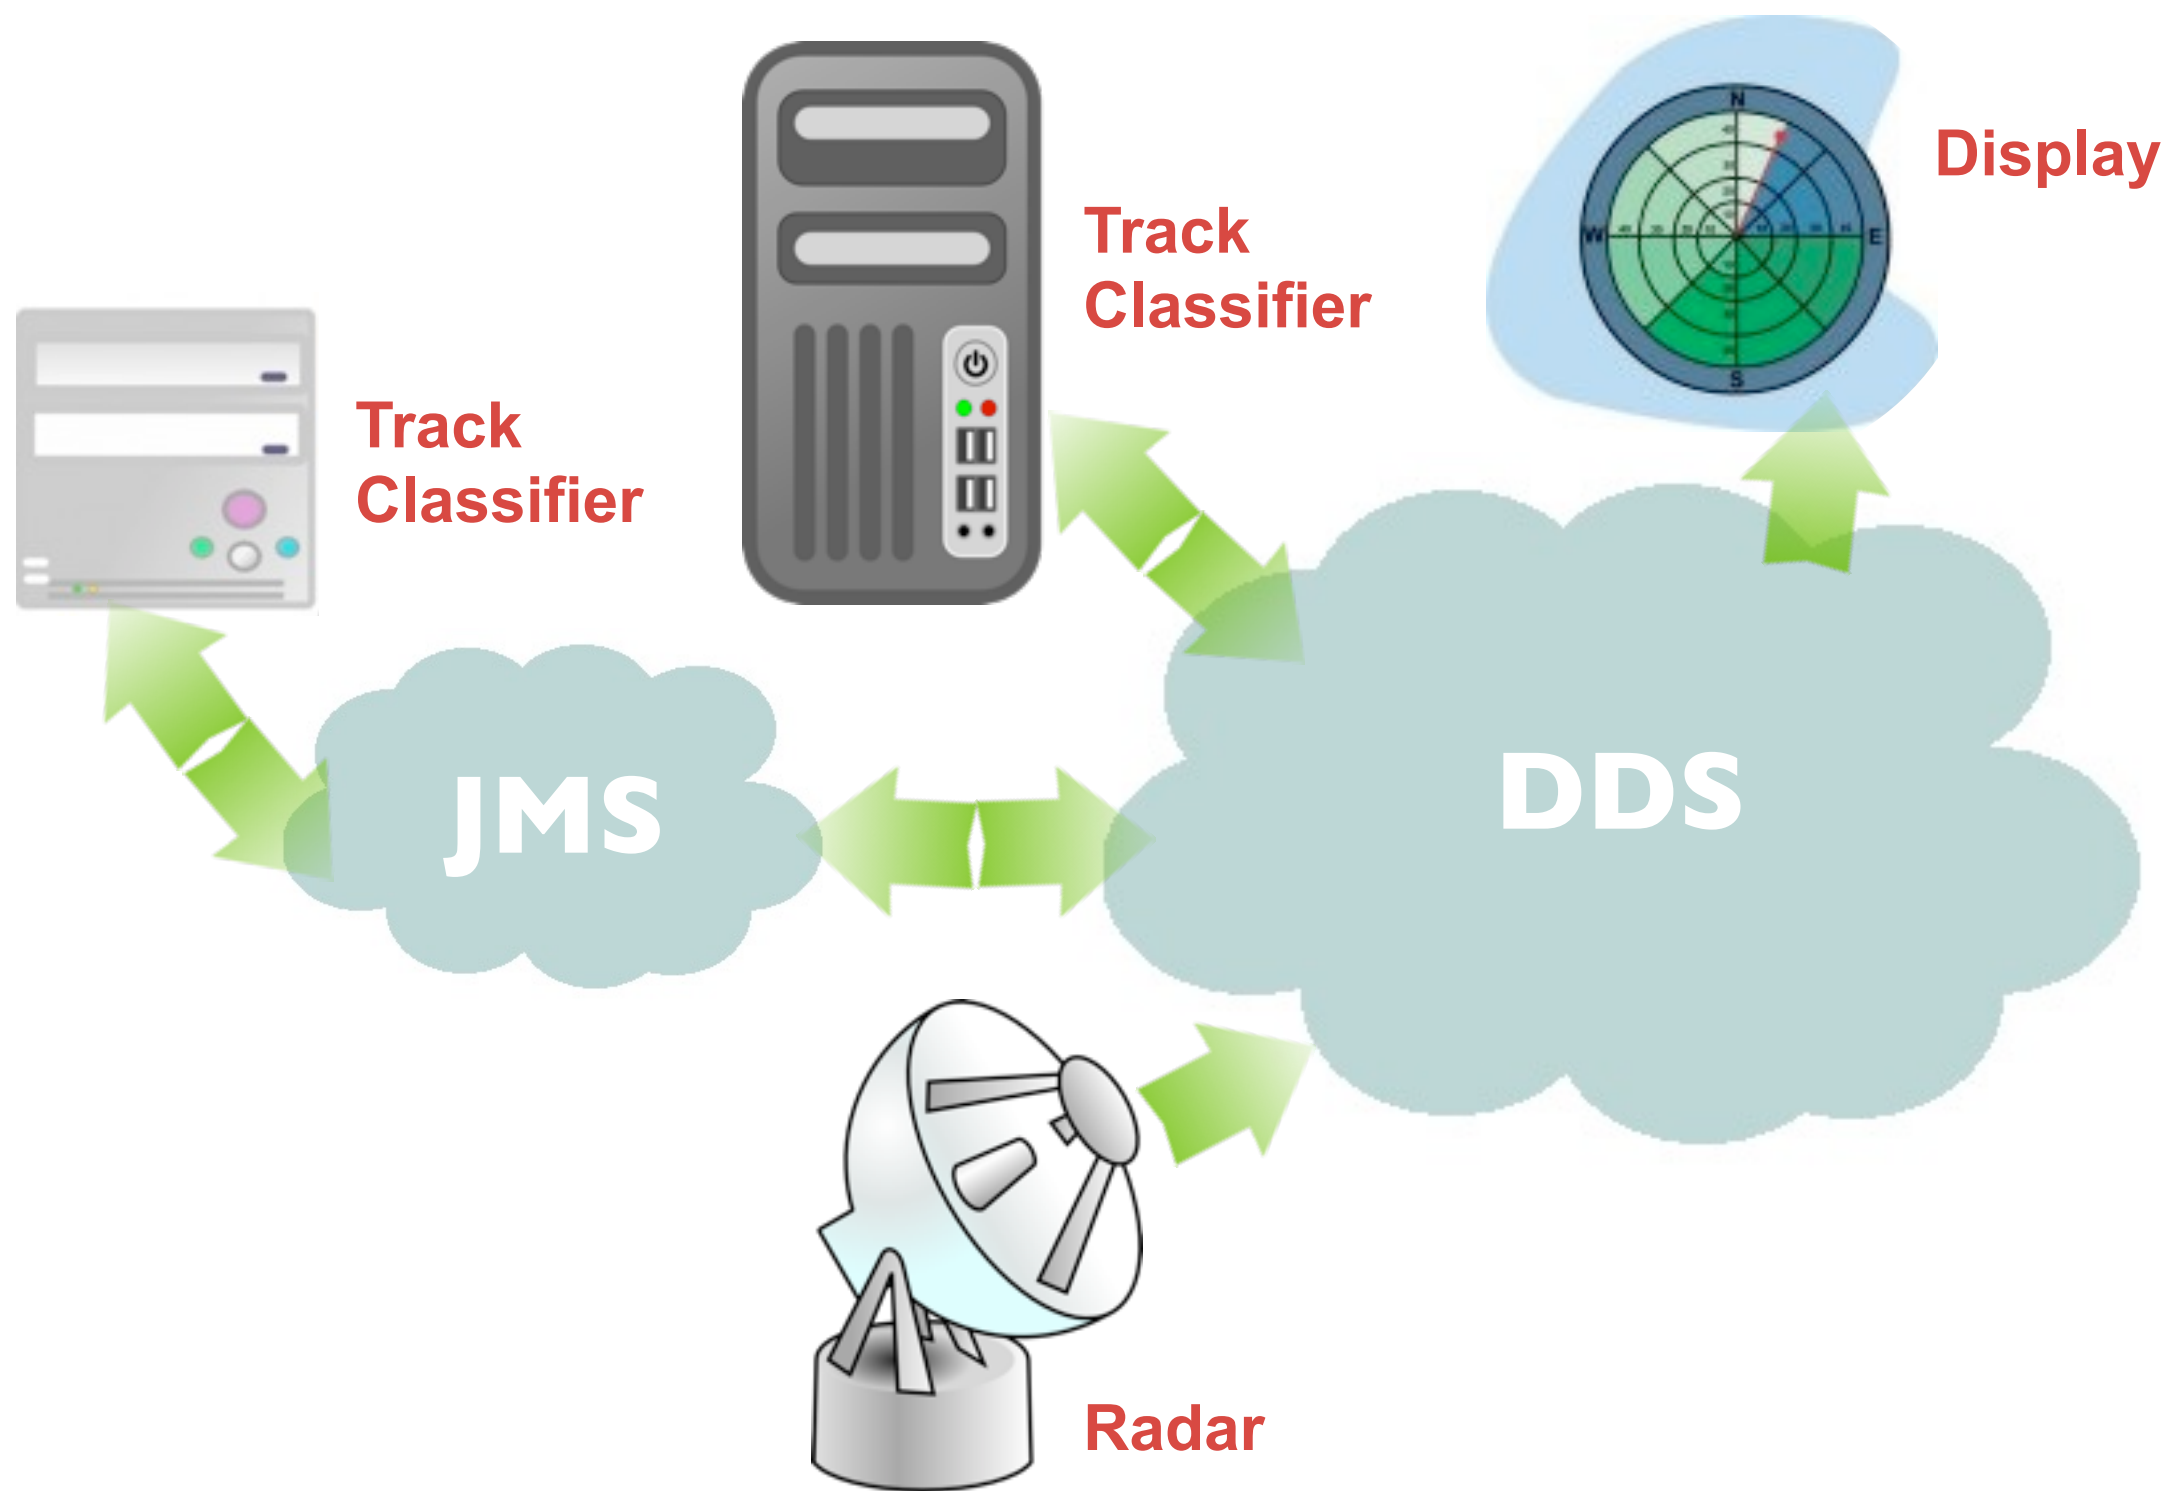 Display
Track
Classifier
Track
Classifier
N
W
E
S
JMS
DDS
Radar